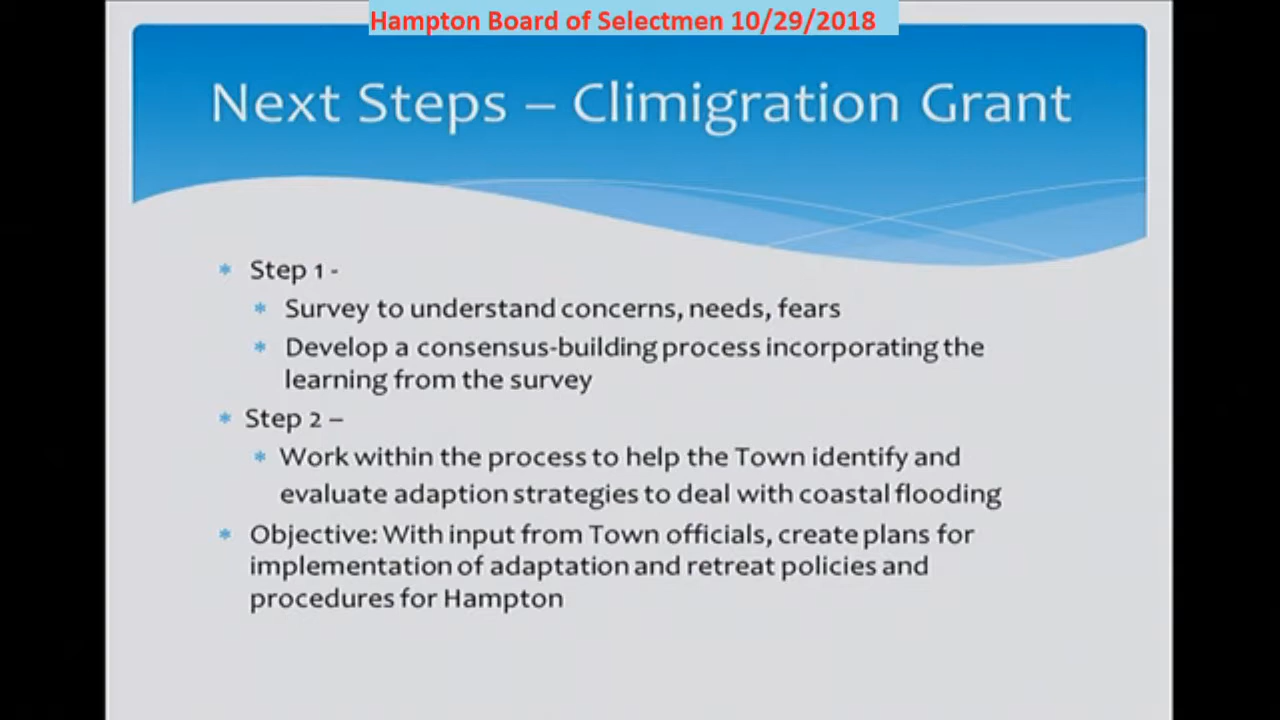 Hampton Board of Selectmen 10/29/2018
Next Steps – Climigration Grant
* Step 1 -
* Survey to understand concerns, needs, fears
* Develop a consensus-building process incorporating the
learning from the survey
* Step 2 –
* Work within the process to help the Town identify and
evaluate adaption strategies to deal with coastal flooding
* Objective: With input from Town officials, create plans for
implementation of adaptation and retreat policies and
procedures for Hampton